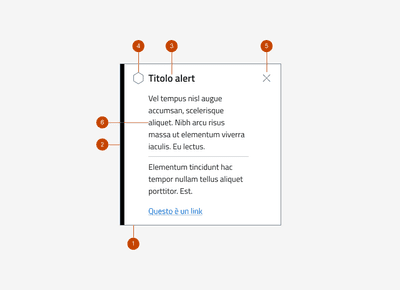 4
3
5
Titolo alert
Vel tempus nisl augue
accumsan, scelerisque
6
aliquet. Nibh arcu risus
massa ut elementum viverra
2
iaculis. Eu lectus.
Elementum tincidunt hac
tempor nullam tellus aliquet
porttitor. Est.
Questo è un link
1